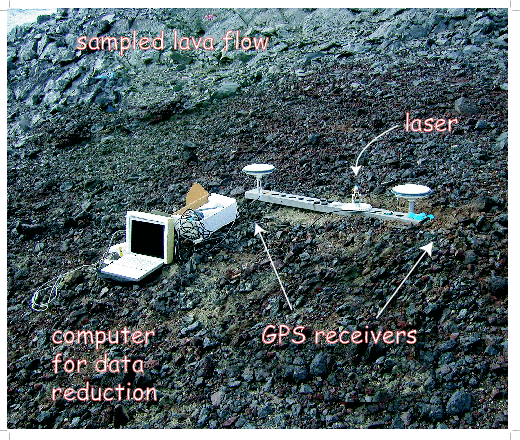 sampled lava flow
laser
GPS receivers
computer
for data
reduction